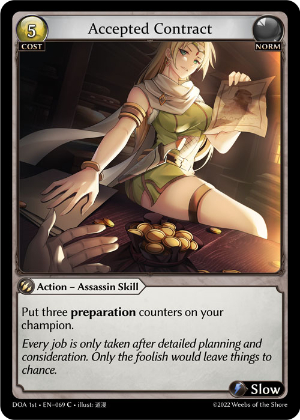 5
Accepted Contract
COST
NORM
Action – Assassin Skill
Put three preparation counters on your
champion.
Every job is only taken after detailed planning and
consideration. Only the foolish would leave things to
chance.
Slow
DOA 1st • EN-069 C • illust: 道滿
©2022 Weebs of the Shore